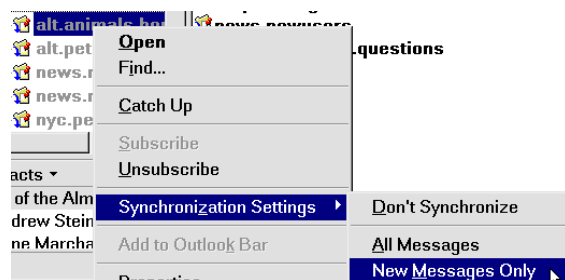 alt.animals.
news.newusers
alt.pet
.questions
news.r
news.r
nyc.pe
Open
Find...
Catch Up
Subscribe
Unsubscribe
Synchronization Settings
Add to Outlook Bar
Properties
Don't Synchronize
All Messages
New Messages Only
acts
of the Alm
drew Stein
ne Marcha